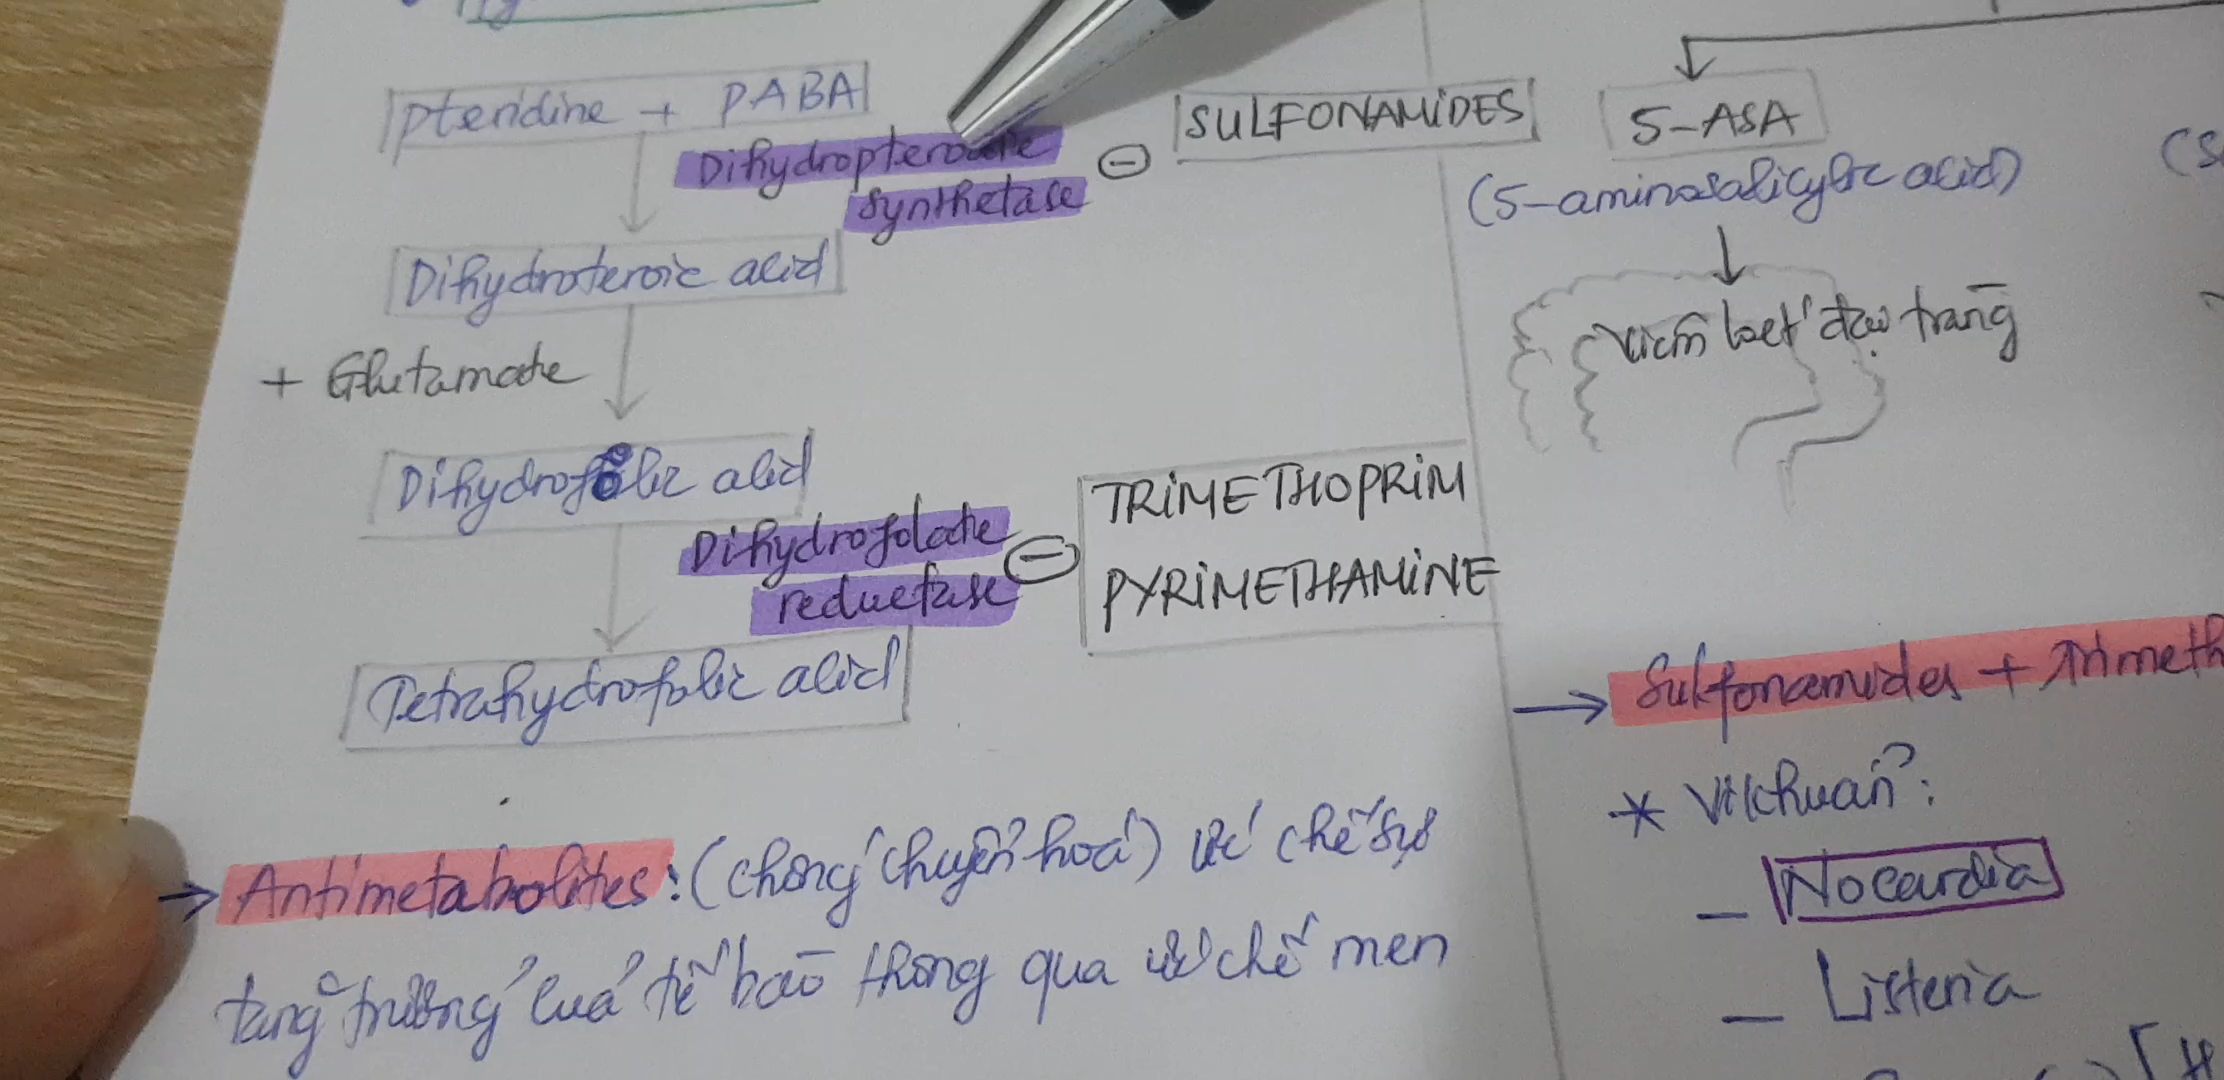 Pteridine + PABA
Dihydropteroate
synthetase
⊖
SULFONAMIDES
Dihydroteroic acid
+ Glutamate
Dihydrofolic acid
Dihydrofolate
reductase
⊖
TRIMETHOPRIM
PYRIMETHAMINE
Tetrahydrofolic acid
→ Antimetabolites: (chống chuyển hoá) ức chế sự
tăng trưởng của tế bào thông qua ức chế men
5-ASA
(5-aminosalicylic acid)
Viêm loét đại tràng
→ Sulfonamides + Trimeth
* Vi khuẩn:
- Nocardia
- Listeria